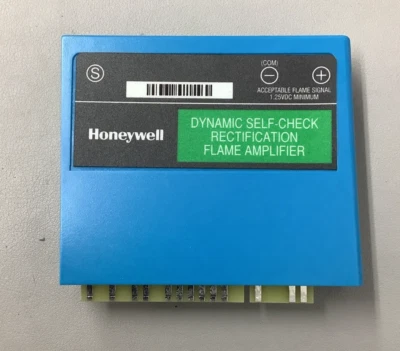 S
(COM)
ACCEPTABLE FLAME SIGNAL
1.25VDC MINIMUM
Honeywell
DYNAMIC SELF-CHECK
RECTIFICATION
FLAME AMPLIFIER